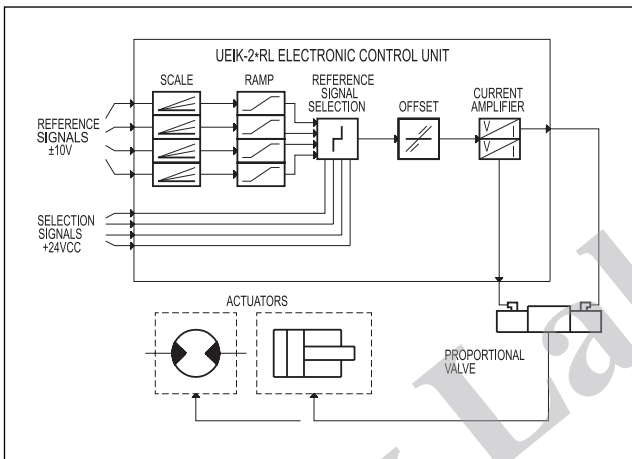 UEIK-2*RL ELECTRONIC CONTROL UNIT
SCALE
RAMP
REFERENCE
SIGNAL
SELECTION
OFFSET
CURRENT
AMPLIFIER
V
I
V
I
REFERENCE
SIGNALS
±10V
SELECTION
SIGNALS
+24VCC
ACTUATORS
PROPORTIONAL
VALVE